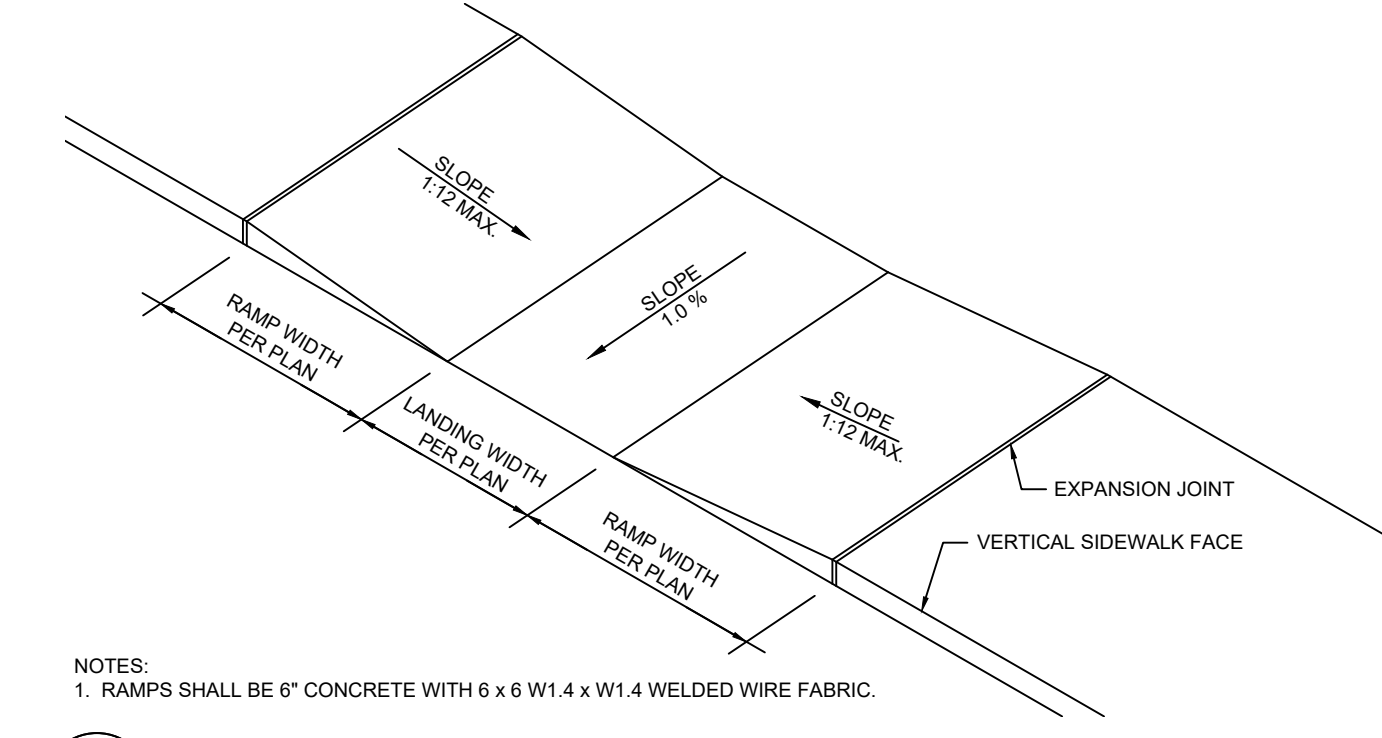 SLOPE
1:12 MAX.
SLOPE
1.0 %
SLOPE
1:12 MAX.
RAMP WIDTH
PER PLAN
LANDING WIDTH
PER PLAN
RAMP WIDTH
PER PLAN
EXPANSION JOINT
VERTICAL SIDEWALK FACE
NOTES:
1. RAMPS SHALL BE 6" CONCRETE WITH 6 x 6 W1.4 x W1.4 WELDED WIRE FABRIC.